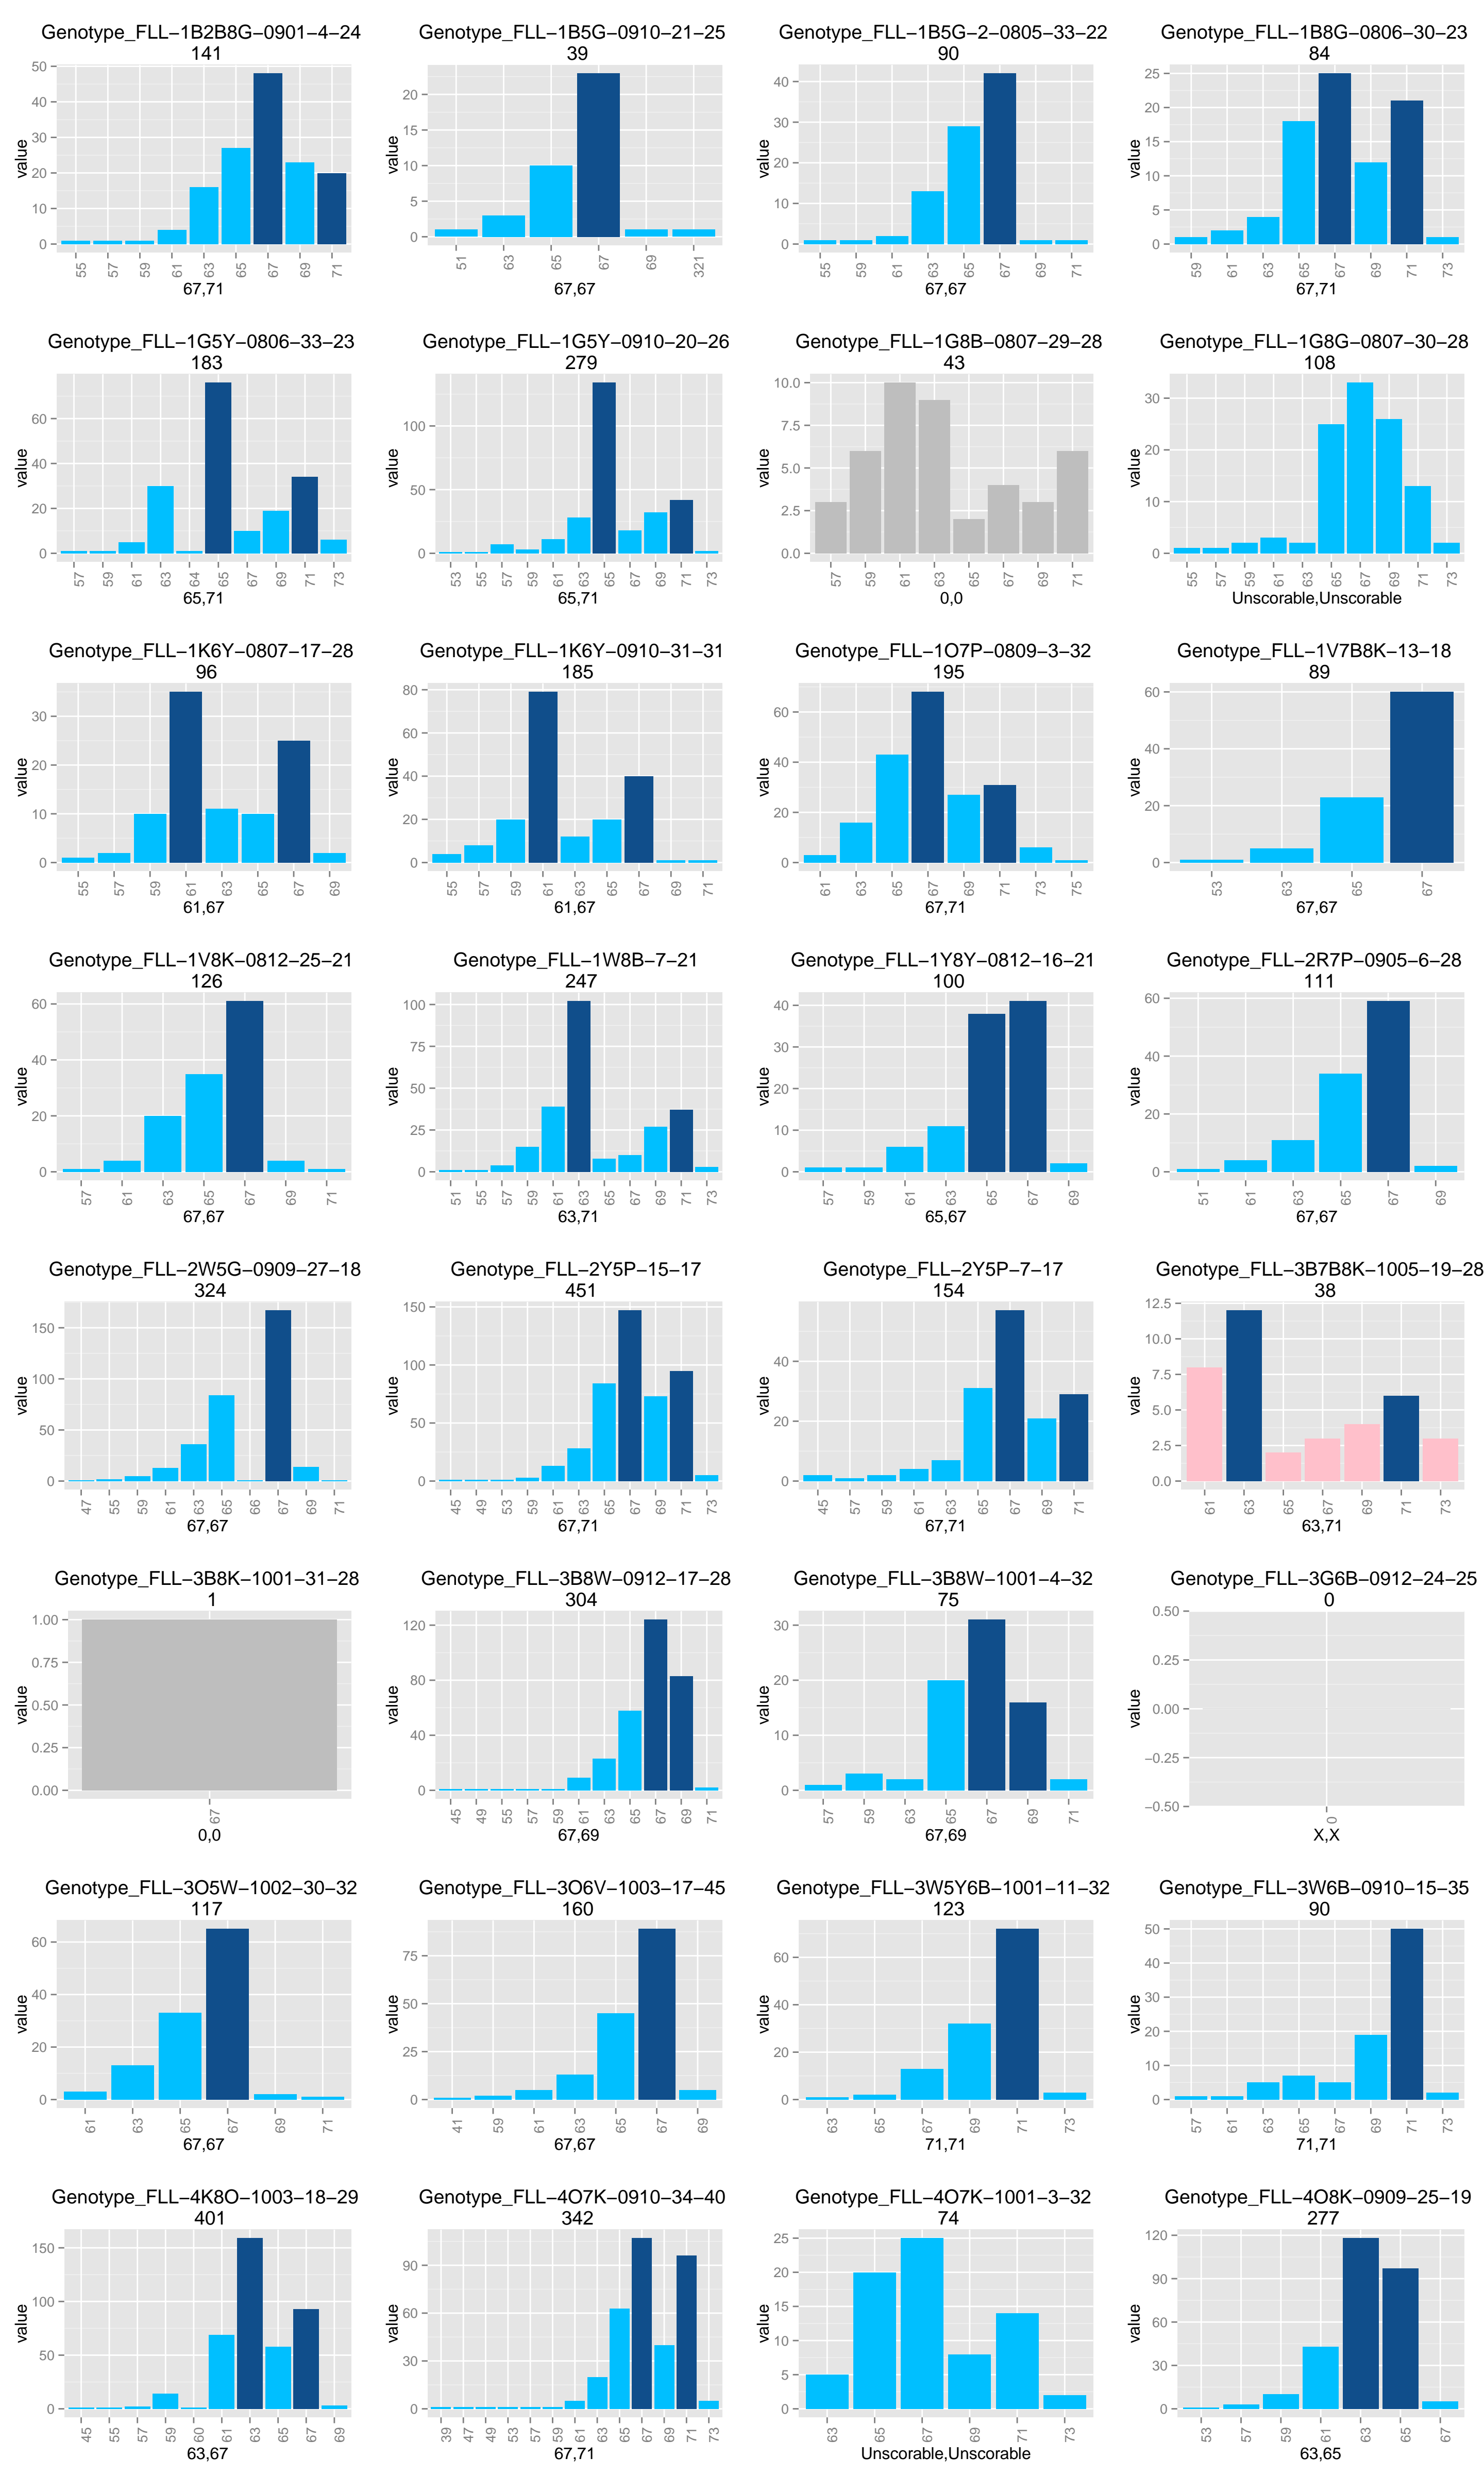 Genotype_FLL−1B2B8G−0901−4−24
141
50
40
30
20
10
0
value
55 57 59 61 63 65 67 69 71
67,71
Genotype_FLL−1B5G−0910−21−25
39
20
15
10
5
0
value
51 63 65 67 69 321
67,67
Genotype_FLL−1B5G−2−0805−33−22
90
40
30
20
10
0
value
55 59 61 63 65 67 69 71
67,67
Genotype_FLL−1B8G−0806−30−23
84
25
20
15
10
5
0
value
59 61 63 65 67 69 71 73
67,71
Genotype_FLL−1G5Y−0806−33−23
183
60
40
20
0
value
57 59 61 63 64 65 67 69 71 73
65,71
Genotype_FLL−1G5Y−0910−20−26
279
100
50
0
value
53 55 57 59 61 63 65 67 69 71 73
65,71
Genotype_FLL−1G8B−0807−29−28
43
10.0
7.5
5.0
2.5
0.0
value
57 59 61 63 65 67 69 71
0,0
Genotype_FLL−1G8G−0807−30−28
108
30
20
10
0
value
55 57 59 61 63 65 67 69 71 73
Unscorable,Unscorable
Genotype_FLL−1K6Y−0807−17−28
96
30
20
10
0
value
55 57 59 61 63 65 67 69
61,67
Genotype_FLL−1K6Y−0910−31−31
185
80
60
40
20
0
value
55 57 59 61 63 65 67 69 71
61,67
Genotype_FLL−1O7P−0809−3−32
195
60
40
20
0
value
61 63 65 67 69 71 73 75
67,71
Genotype_FLL−1V7B8K−13−18
89
60
40
20
0
value
53 63 65 67
67,67
Genotype_FLL−1V8K−0812−25−21
126
60
40
20
0
value
57 61 63 65 67 69 71
67,67
Genotype_FLL−1W8B−7−21
247
100
75
50
25
0
value
51 55 57 59 61 63 65 67 69 71 73
63,71
Genotype_FLL−1Y8Y−0812−16−21
100
40
30
20
10
0
value
57 59 61 63 65 67 69
65,67
Genotype_FLL−2R7P−0905−6−28
111
60
40
20
0
value
51 61 63 65 67 69
67,67
Genotype_FLL−2W5G−0909−27−18
324
150
100
50
0
value
47 55 59 61 63 65 66 67 69 71
67,67
Genotype_FLL−2Y5P−15−17
451
150
100
50
0
value
45 49 53 59 61 63 65 67 69 71 73
67,71
Genotype_FLL−2Y5P−7−17
154
40
20
0
value
45 57 59 61 63 65 67 69 71
67,71
Genotype_FLL−3B7B8K−1005−19−28
38
12.5
10.0
7.5
5.0
2.5
0.0
value
61 63 65 67 69 71 73
63,71
Genotype_FLL−3B8K−1001−31−28
1
1.00
0.75
0.50
0.25
0.00
value
67
0,0
Genotype_FLL−3B8W−0912−17−28
304
120
80
40
0
value
45 49 55 57 59 61 63 65 67 69 71
67,69
Genotype_FLL−3B8W−1001−4−32
75
30
20
10
0
value
57 59 63 65 67 69 71
67,69
Genotype_FLL−3G6B−0912−24−25
0
0.50
0.25
0.00
−0.25
−0.50
value
0
X,X
Genotype_FLL−3O5W−1002−30−32
117
60
40
20
0
value
61 63 65 67 69 71
67,67
Genotype_FLL−3O6V−1003−17−45
160
75
50
25
0
value
41 59 61 63 65 67 69
67,67
Genotype_FLL−3W5Y6B−1001−11−32
123
60
40
20
0
value
63 65 67 69 71 73
71,71
Genotype_FLL−3W6B−0910−15−35
90
50
40
30
20
10
0
value
57 61 63 65 67 69 71 73
71,71
Genotype_FLL−4K8O−1003−18−29
401
150
100
50
0
value
45 55 57 59 60 61 63 65 67 69
63,67
Genotype_FLL−4O7K−0910−34−40
342
90
60
30
0
value
39 47 49 53 57 59 61 63 65 67 69 71 73
67,71
Genotype_FLL−4O7K−1001−3−32
74
25
20
15
10
5
0
value
63 65 67 69 71 73
Unscorable,Unscorable
Genotype_FLL−4O8K−0909−25−19
277
120
90
60
30
0
value
53 57 59 61 63 65 67
63,65